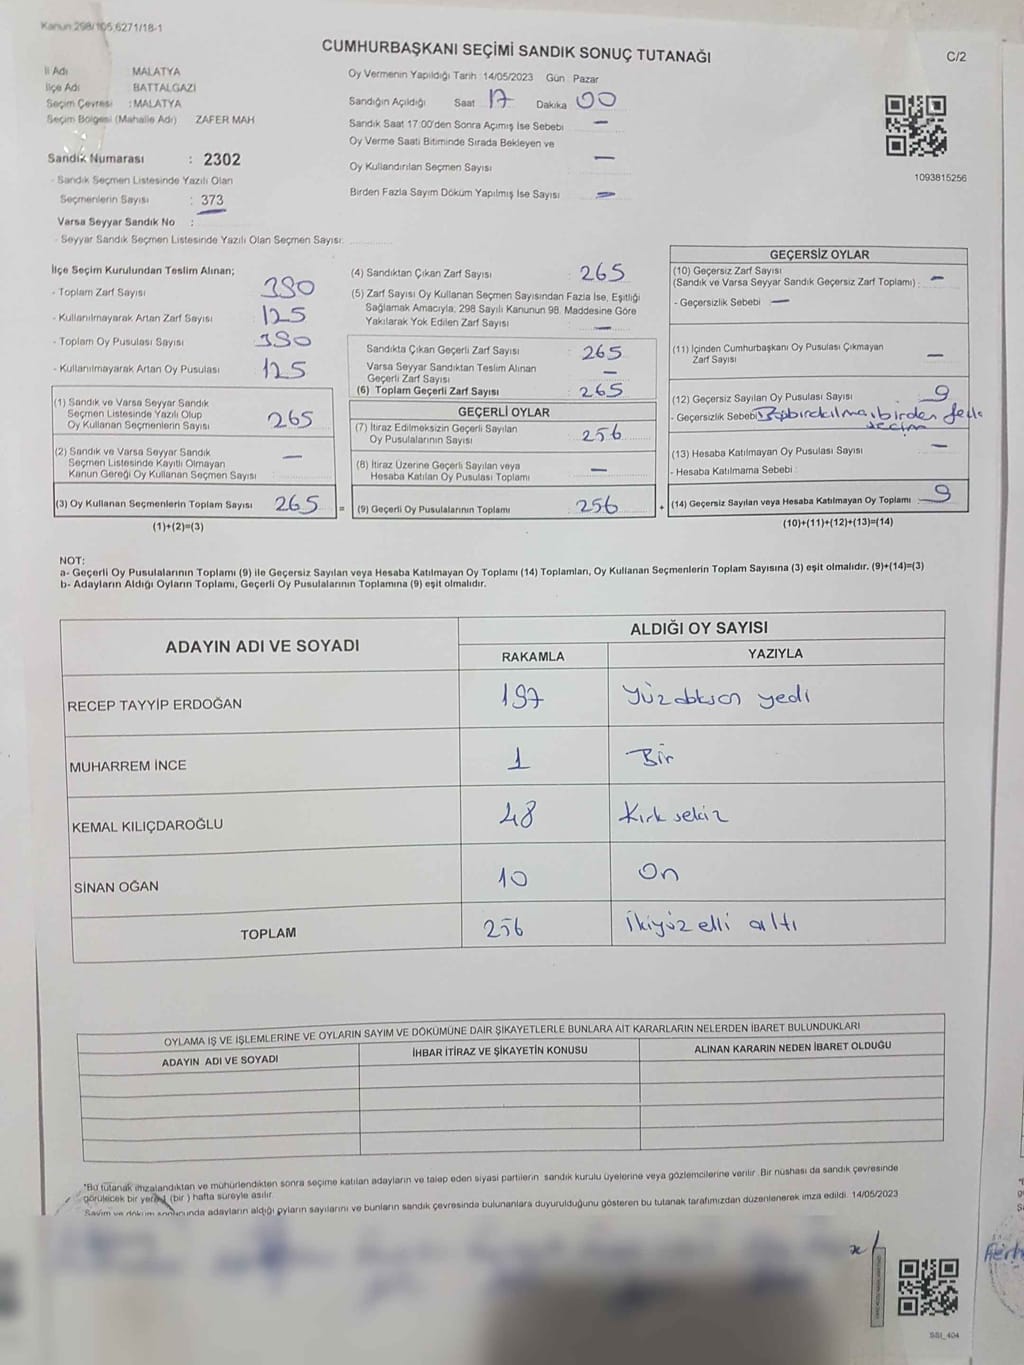 Kanun:298/105,6271/18-1
CUMHURBAŞKANI SEÇİMİ SANDIK SONUÇ TUTANAĞI
C/2
İl Adı MALATYA
İlçe Adı BATTALGAZİ
Seçim Çevresi : MALATYA
Seçim Bölgesi (Mahalle Adı) ZAFER MAH
Sandık Numarası : 2302
- Sandık Seçmen Listesinde Yazılı Olan
Seçmenlerin Sayısı : 373
Varsa Seyyar Sandık No :
- Seyyar Sandık Seçmen Listesinde Yazılı Olan Seçmen Sayısı:
Oy Vermenin Yapıldığı Tarih :14/05/2023 Gün : Pazar
Sandığın Açıldığı Saat 17 Dakika 00
Sandık Saat 17:00'den Sonra Açımış İse Sebebi —
Oy Verme Saati Bitiminde Sırada Bekleyen ve
Oy Kullandırılan Seçmen Sayısı —
Birden Fazla Sayım Döküm Yapılmış İse Sayısı —
1093815256
İlçe Seçim Kurulundan Teslim Alınan;
- Toplam Zarf Sayısı 390
- Kullanılmayarak Artan Zarf Sayısı 125
- Toplam Oy Pusulası Sayısı 390
- Kullanılmayarak Artan Oy Pusulası 125
(1) Sandık ve Varsa Seyyar Sandık
Seçmen Listesinde Yazılı Olup
Oy Kullanan Seçmenlerin Sayısı 265
(2) Sandık ve Varsa Seyyar Sandık
Seçmen Listesinde Kayıtlı Olmayan
Kanun Gereği Oy Kullanan Seçmen Sayısı —
(3) Oy Kullanan Seçmenlerin Toplam Sayısı 265 =
(1)+(2)=(3)
(4) Sandıktan Çıkan Zarf Sayısı : 265
(5) Zarf Sayısı Oy Kullanan Seçmen Sayısından Fazla İse, Eşitliği
Sağlamak Amacıyla, 298 Sayılı Kanunun 98. Maddesine Göre
Yakılarak Yok Edilen Zarf Sayısı : —
Sandıkta Çıkan Geçerli Zarf Sayısı : 265
Varsa Seyyar Sandıktan Teslim Alınan
Geçerli Zarf Sayısı : —
(6) Toplam Geçerli Zarf Sayısı : 265
GEÇERLİ OYLAR
(7) İtiraz Edilmeksizin Geçerli Sayılan
Oy Pusulalarının Sayısı : 256
(8) İtiraz Üzerine Geçerli Sayılan veya
Hesaba Katılan Oy Pusulası Toplamı : —
(9) Geçerli Oy Pusulalarının Toplamı : 256 +
GEÇERSİZ OYLAR
(10) Geçersiz Zarf Sayısı
(Sandık ve Varsa Seyyar Sandık Geçersiz Zarf Toplamı) : —
- Geçersizlik Sebebi : —
(11) İçinden Cumhurbaşkanı Oy Pusulası Çıkmayan
Zarf Sayısı —
(12) Geçersiz Sayılan Oy Pusulası Sayısı : 9
- Geçersizlik Sebebi birden fazla
seçim
(13) Hesaba Katılmayan Oy Pusulası Sayısı : —
- Hesaba Katılmama Sebebi :
(14) Geçersiz Sayılan veya Hesaba Katılmayan Oy Toplamı : 9
(10)+(11)+(12)+(13)=(14)
NOT:
a- Geçerli Oy Pusulalarının Toplamı (9) ile Geçersiz Sayılan veya Hesaba Katılmayan Oy Toplamı (14) Toplamları, Oy Kullanan Seçmenlerin Toplam Sayısına (3) eşit olmalıdır. (9)+(14)=(3)
b- Adayların Aldığı Oyların Toplamı, Geçerli Oy Pusulalarının Toplamına (9) eşit olmalıdır.
ADAYIN ADI VE SOYADI
ALDIĞI OY SAYISI
RAKAMLA YAZIYLA
RECEP TAYYİP ERDOĞAN 197 Yüzdoksan yedi
MUHARREM İNCE 1 Bir
KEMAL KILIÇDAROĞLU 48 Kırk sekiz
SİNAN OĞAN 10 On
TOPLAM 256 İkiyüz elli altı
OYLAMA İŞ VE İŞLEMLERİNE VE OYLARIN SAYIM VE DÖKÜMÜNE DAİR ŞİKAYETLERLE BUNLARA AİT KARARLARIN NELERDEN İBARET BULUNDUKLARI
ADAYIN ADI VE SOYADI İHBAR İTİRAZ VE ŞİKAYETİN KONUSU ALINAN KARARIN NEDEN İBARET OLDUĞU
*Bu tutanak imzalandıktan ve mühürlendikten sonra seçime katılan adayların ve talep eden siyasi partilerin sandık kurulu üyelerine veya gözlemcilerine verilir. Bir nüshası da sandık çevresinde
görülecek bir yere 1 (bir ) hafta süreyle asılır.
Sayım ve döküm sonucunda adayların aldığı oyların sayılarını ve bunların sandık çevresinde bulunanlara duyurulduğunu gösteren bu tutanak tarafımızdan düzenlenerek imza edildi. 14/05/2023
SSİ_404